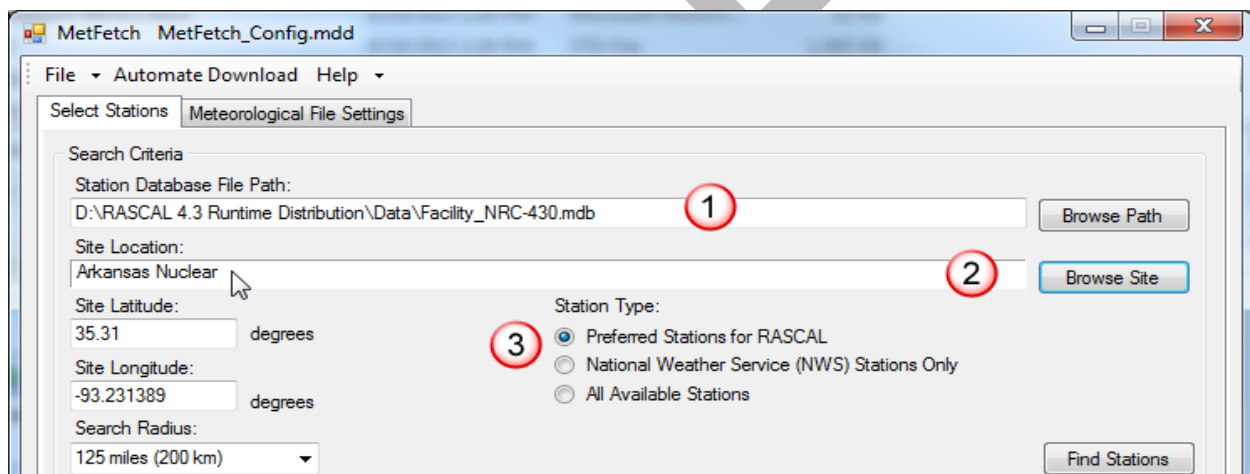 MetFetch MetFetch_Config.mdd
File Automate Download Help
Select Stations Meteorological File Settings
Search Criteria
Station Database File Path:
D:\RASCAL 4.3 Runtime Distribution\Data\Facility_NRC-430.mdb 1 Browse Path
Site Location:
Arkansas Nuclear 2 Browse Site
Site Latitude: Station Type:
35.31 degrees 3 Preferred Stations for RASCAL
Site Longitude: National Weather Service (NWS) Stations Only
-93.231389 degrees All Available Stations
Search Radius:
125 miles (200 km) Find Stations